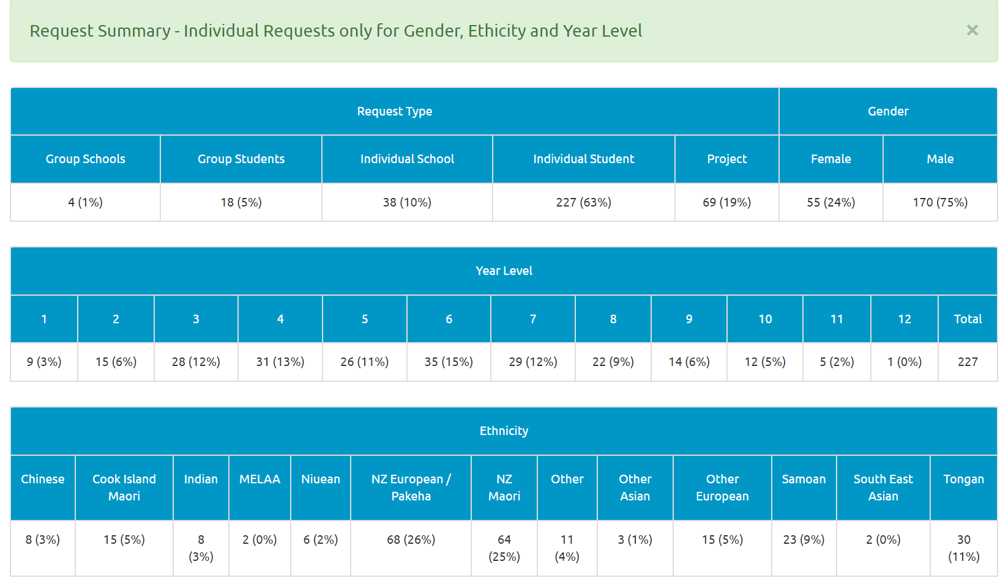 Request Summary - Individual Requests only for Gender, Ethicity and Year Level ×
Request Type Gender
Group Schools Group Students Individual School Individual Student Project Female Male
4 (1%) 18 (5%) 38 (10%) 227 (63%) 69 (19%) 55 (24%) 170 (75%)
Year Level
1 2 3 4 5 6 7 8 9 10 11 12 Total
9 (3%) 15 (6%) 28 (12%) 31 (13%) 26 (11%) 35 (15%) 29 (12%) 22 (9%) 14 (6%) 12 (5%) 5 (2%) 1 (0%) 227
Ethnicity
Chinese Cook Island Indian MELAA Niuean NZ European / NZ Other Other Other Samoan South East Tongan
Maori Pakeha Maori Asian European Asian
8 (3%) 15 (5%) 8 2 (0%) 6 (2%) 68 (26%) 64 11 3 (1%) 15 (5%) 23 (9%) 2 (0%) 30
(3%) (25%) (4%) (11%)